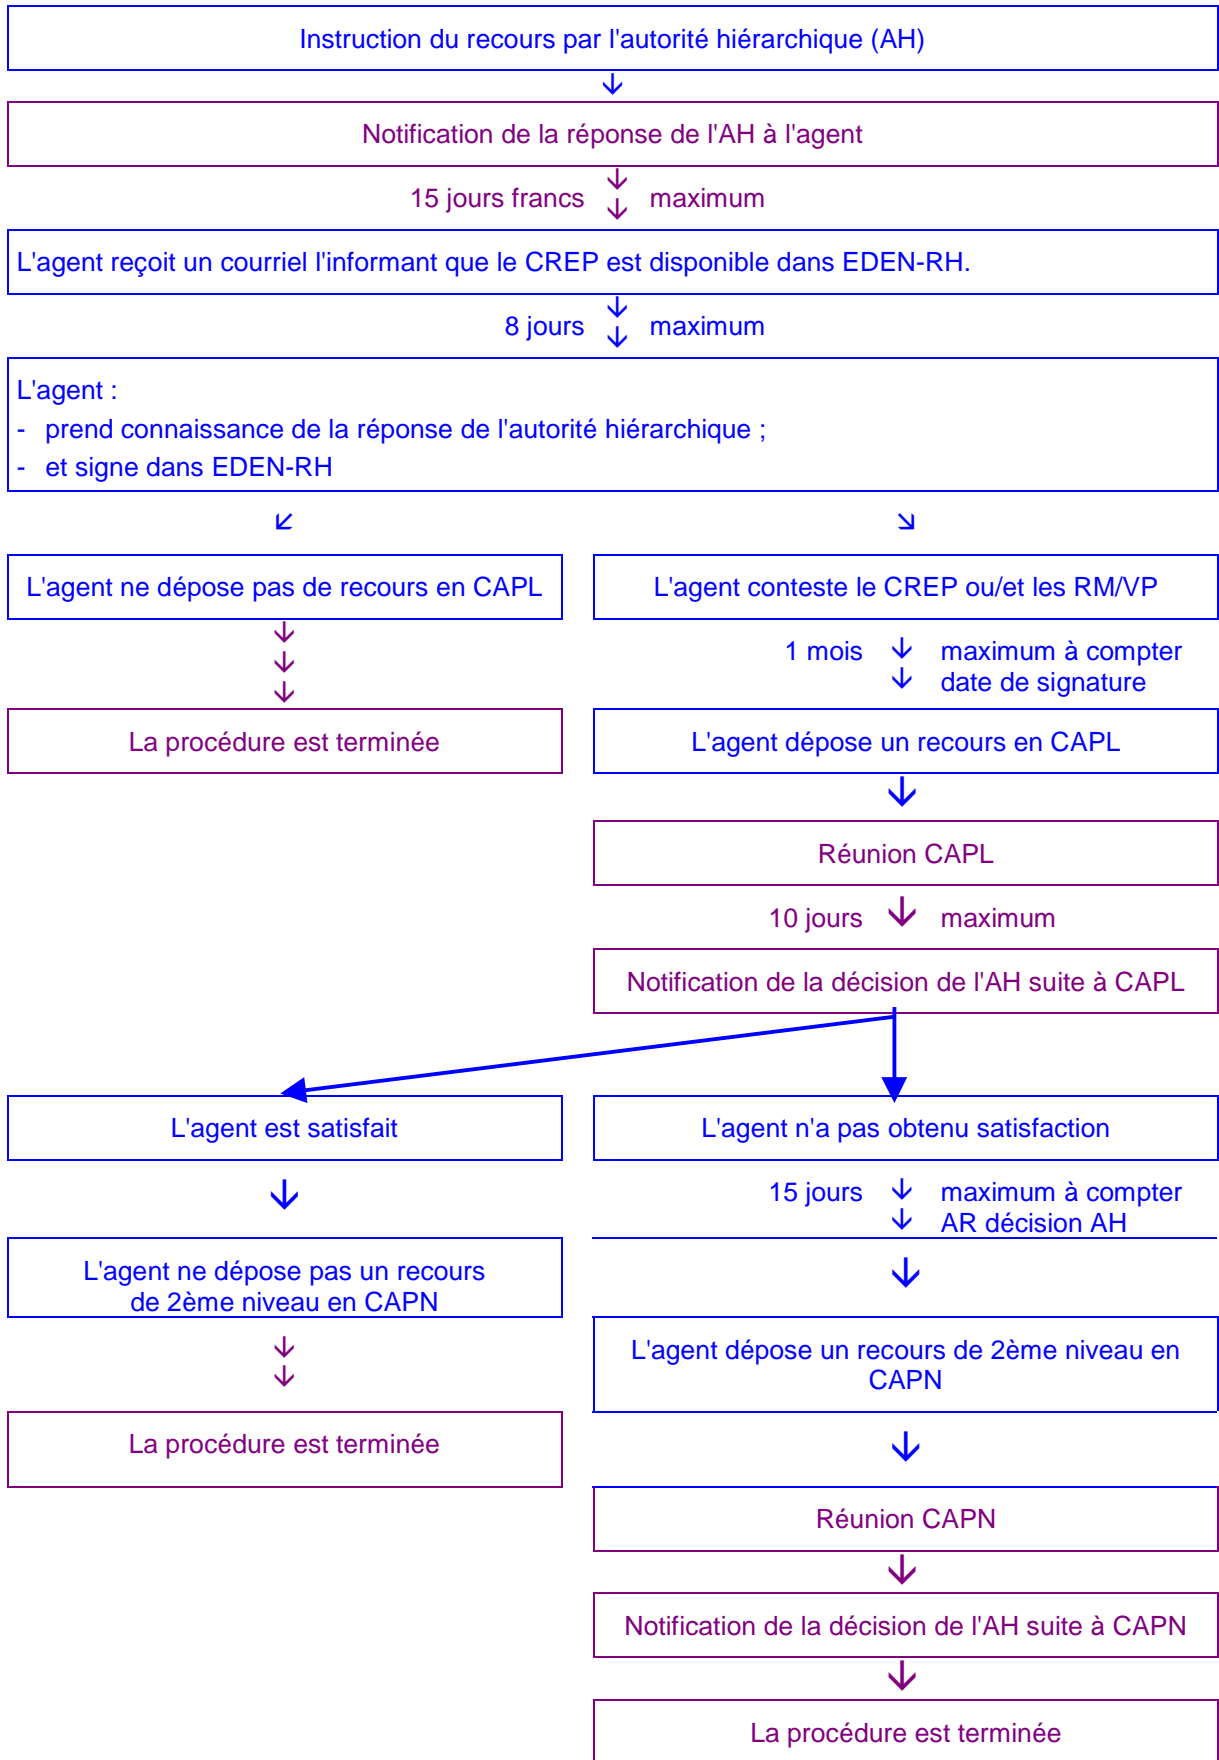 Instruction du recours par l'autorité hiérarchique (AH)
Notification de la réponse de l'AH à l'agent
15 jours francs maximum
L'agent reçoit un courriel l'informant que le CREP est disponible dans EDEN-RH.
8 jours maximum
L'agent :
- prend connaissance de la réponse de l'autorité hiérarchique ;
- et signe dans EDEN-RH
L'agent ne dépose pas de recours en CAPL
L'agent conteste le CREP ou/et les RM/VP
1 mois maximum à compter
date de signature
La procédure est terminée
L'agent dépose un recours en CAPL
Réunion CAPL
10 jours maximum
Notification de la décision de l'AH suite à CAPL
L'agent est satisfait
L'agent n'a pas obtenu satisfaction
15 jours maximum à compter
AR décision AH
L'agent ne dépose pas un recours
de 2ème niveau en CAPN
L'agent dépose un recours de 2ème niveau en
CAPN
La procédure est terminée
Réunion CAPN
Notification de la décision de l'AH suite à CAPN
La procédure est terminée